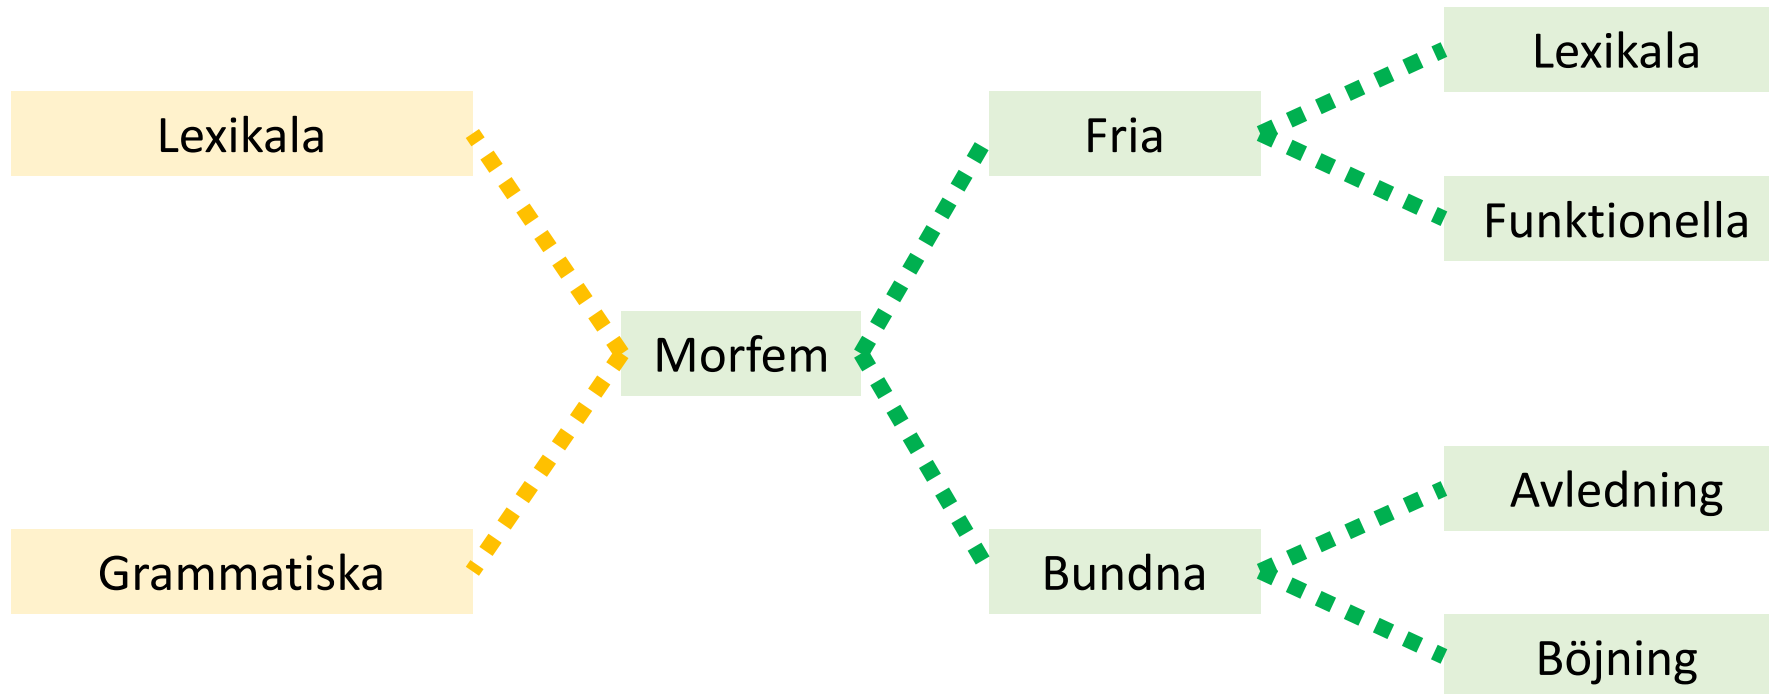 Lexikala
Lexikala
Fria
Funktionella
Morfem
Avledning
Grammatiska
Bundna
Böjning